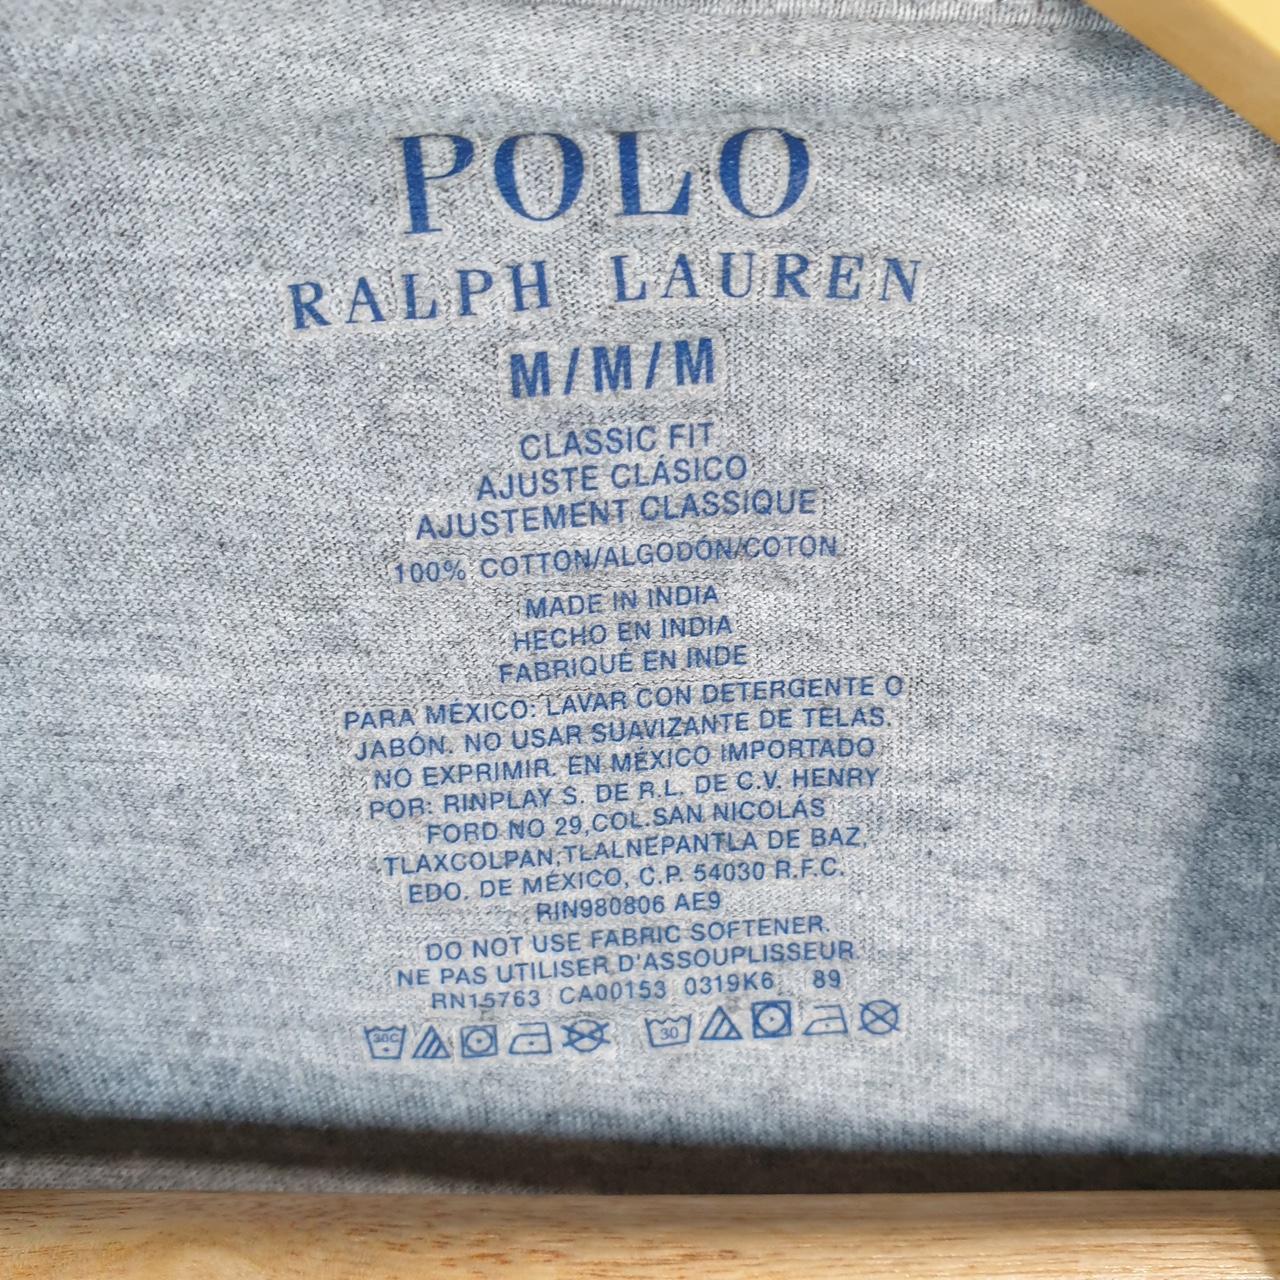 POLO
RALPH LAUREN
M/M/M
CLASSIC FIT
AJUSTE CLÁSICO
AJUSTEMENT CLASSIQUE
100% COTTON/ALGODÓN/COTON
MADE IN INDIA
HECHO EN INDIA
FABRIQUÉ EN INDE
PARA MÉXICO: LAVAR CON DETERGENTE O
JABÓN. NO USAR SUAVIZANTE DE TELAS.
NO EXPRIMIR. EN MÉXICO IMPORTADO
POR: RINPLAY S. DE R.L. DE C.V. HENRY
FORD NO 29,COL.SAN NICOLÁS
TLAXCOLPAN,TLALNEPANTLA DE BAZ,
EDO. DE MÉXICO, C.P. 54030 R.F.C.
RIN980806 AE9
DO NOT USE FABRIC SOFTENER.
NE PAS UTILISER D'ASSOUPLISSEUR.
RN15763 CA00153 0319K6 89
30C 30